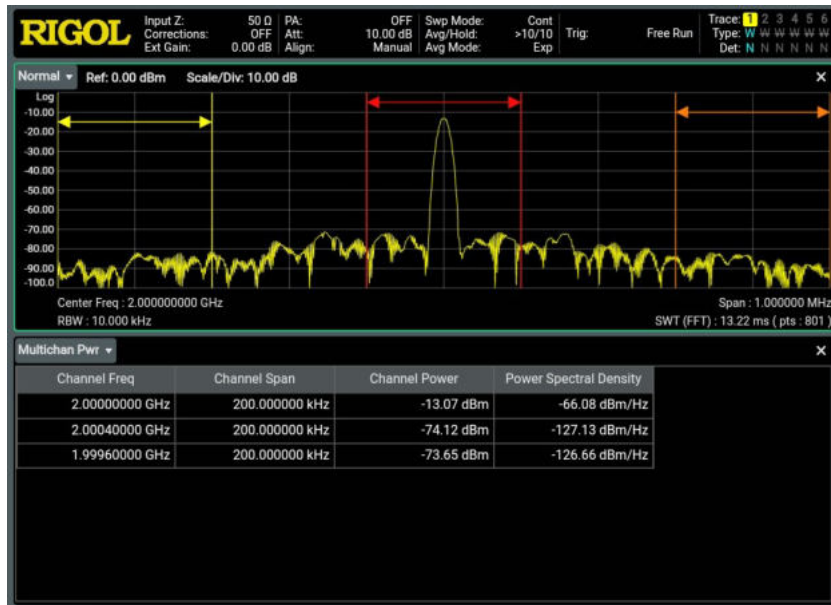 RIGOL
Input Z: 50 Ω PA: OFF Swp Mode: Cont Trace: 1 2 3 4 5 6
Corrections: OFF Att: 10.00 dB Avg/Hold: >10/10 Trig: Free Run Type: W W W W W W
Ext Gain: 0.00 dB Align: Manual Avg Mode: Exp Det: N N N N N N
Normal Ref: 0.00 dBm Scale/Div: 10.00 dB
Log
-10.00
-20.00
-30.00
-40.00
-50.00
-60.00
-70.00
-80.00
-90.00
-100.0
Center Freq : 2.000000000 GHz Span : 1.000000 MHz
RBW : 10.000 kHz SWT (FFT) : 13.22 ms ( pts : 801 )
Multichan Pwr
Channel Freq Channel Span Channel Power Power Spectral Density
2.00000000 GHz 200.000000 kHz -13.07 dBm -66.08 dBm/Hz
2.00040000 GHz 200.000000 kHz -74.12 dBm -127.13 dBm/Hz
1.99960000 GHz 200.000000 kHz -73.65 dBm -126.66 dBm/Hz